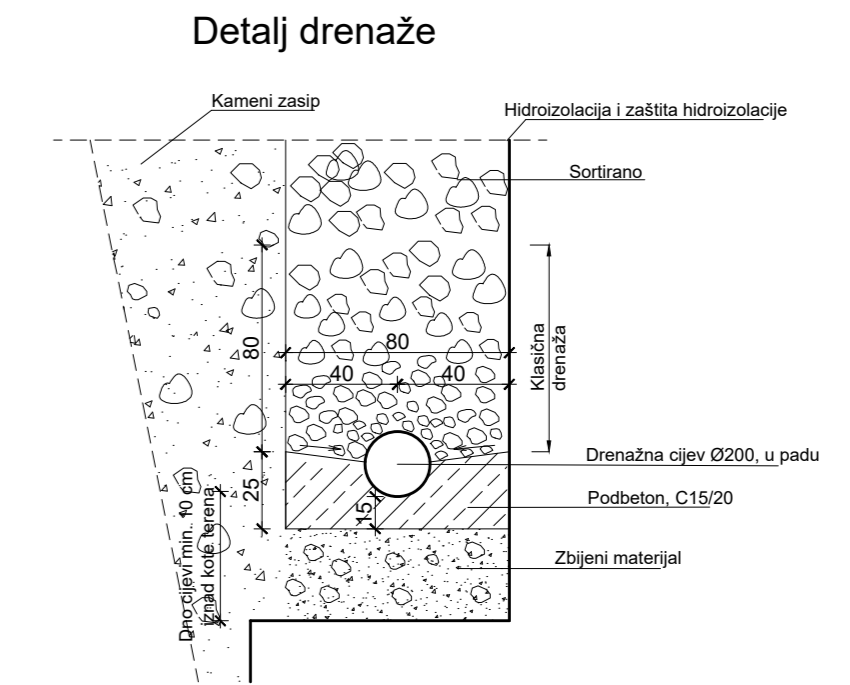 Detalj drenaže
Kameni zasip
Hidroizolacija i zaštita hidroizolacije
Sortirano
80
80
40
40
Klasična
drenaža
Drenažna cijev Ø200, u padu
25
15
Podbeton, C15/20
Dno cijevi min.. 10 cm
iznad kote terena
Zbijeni materijal